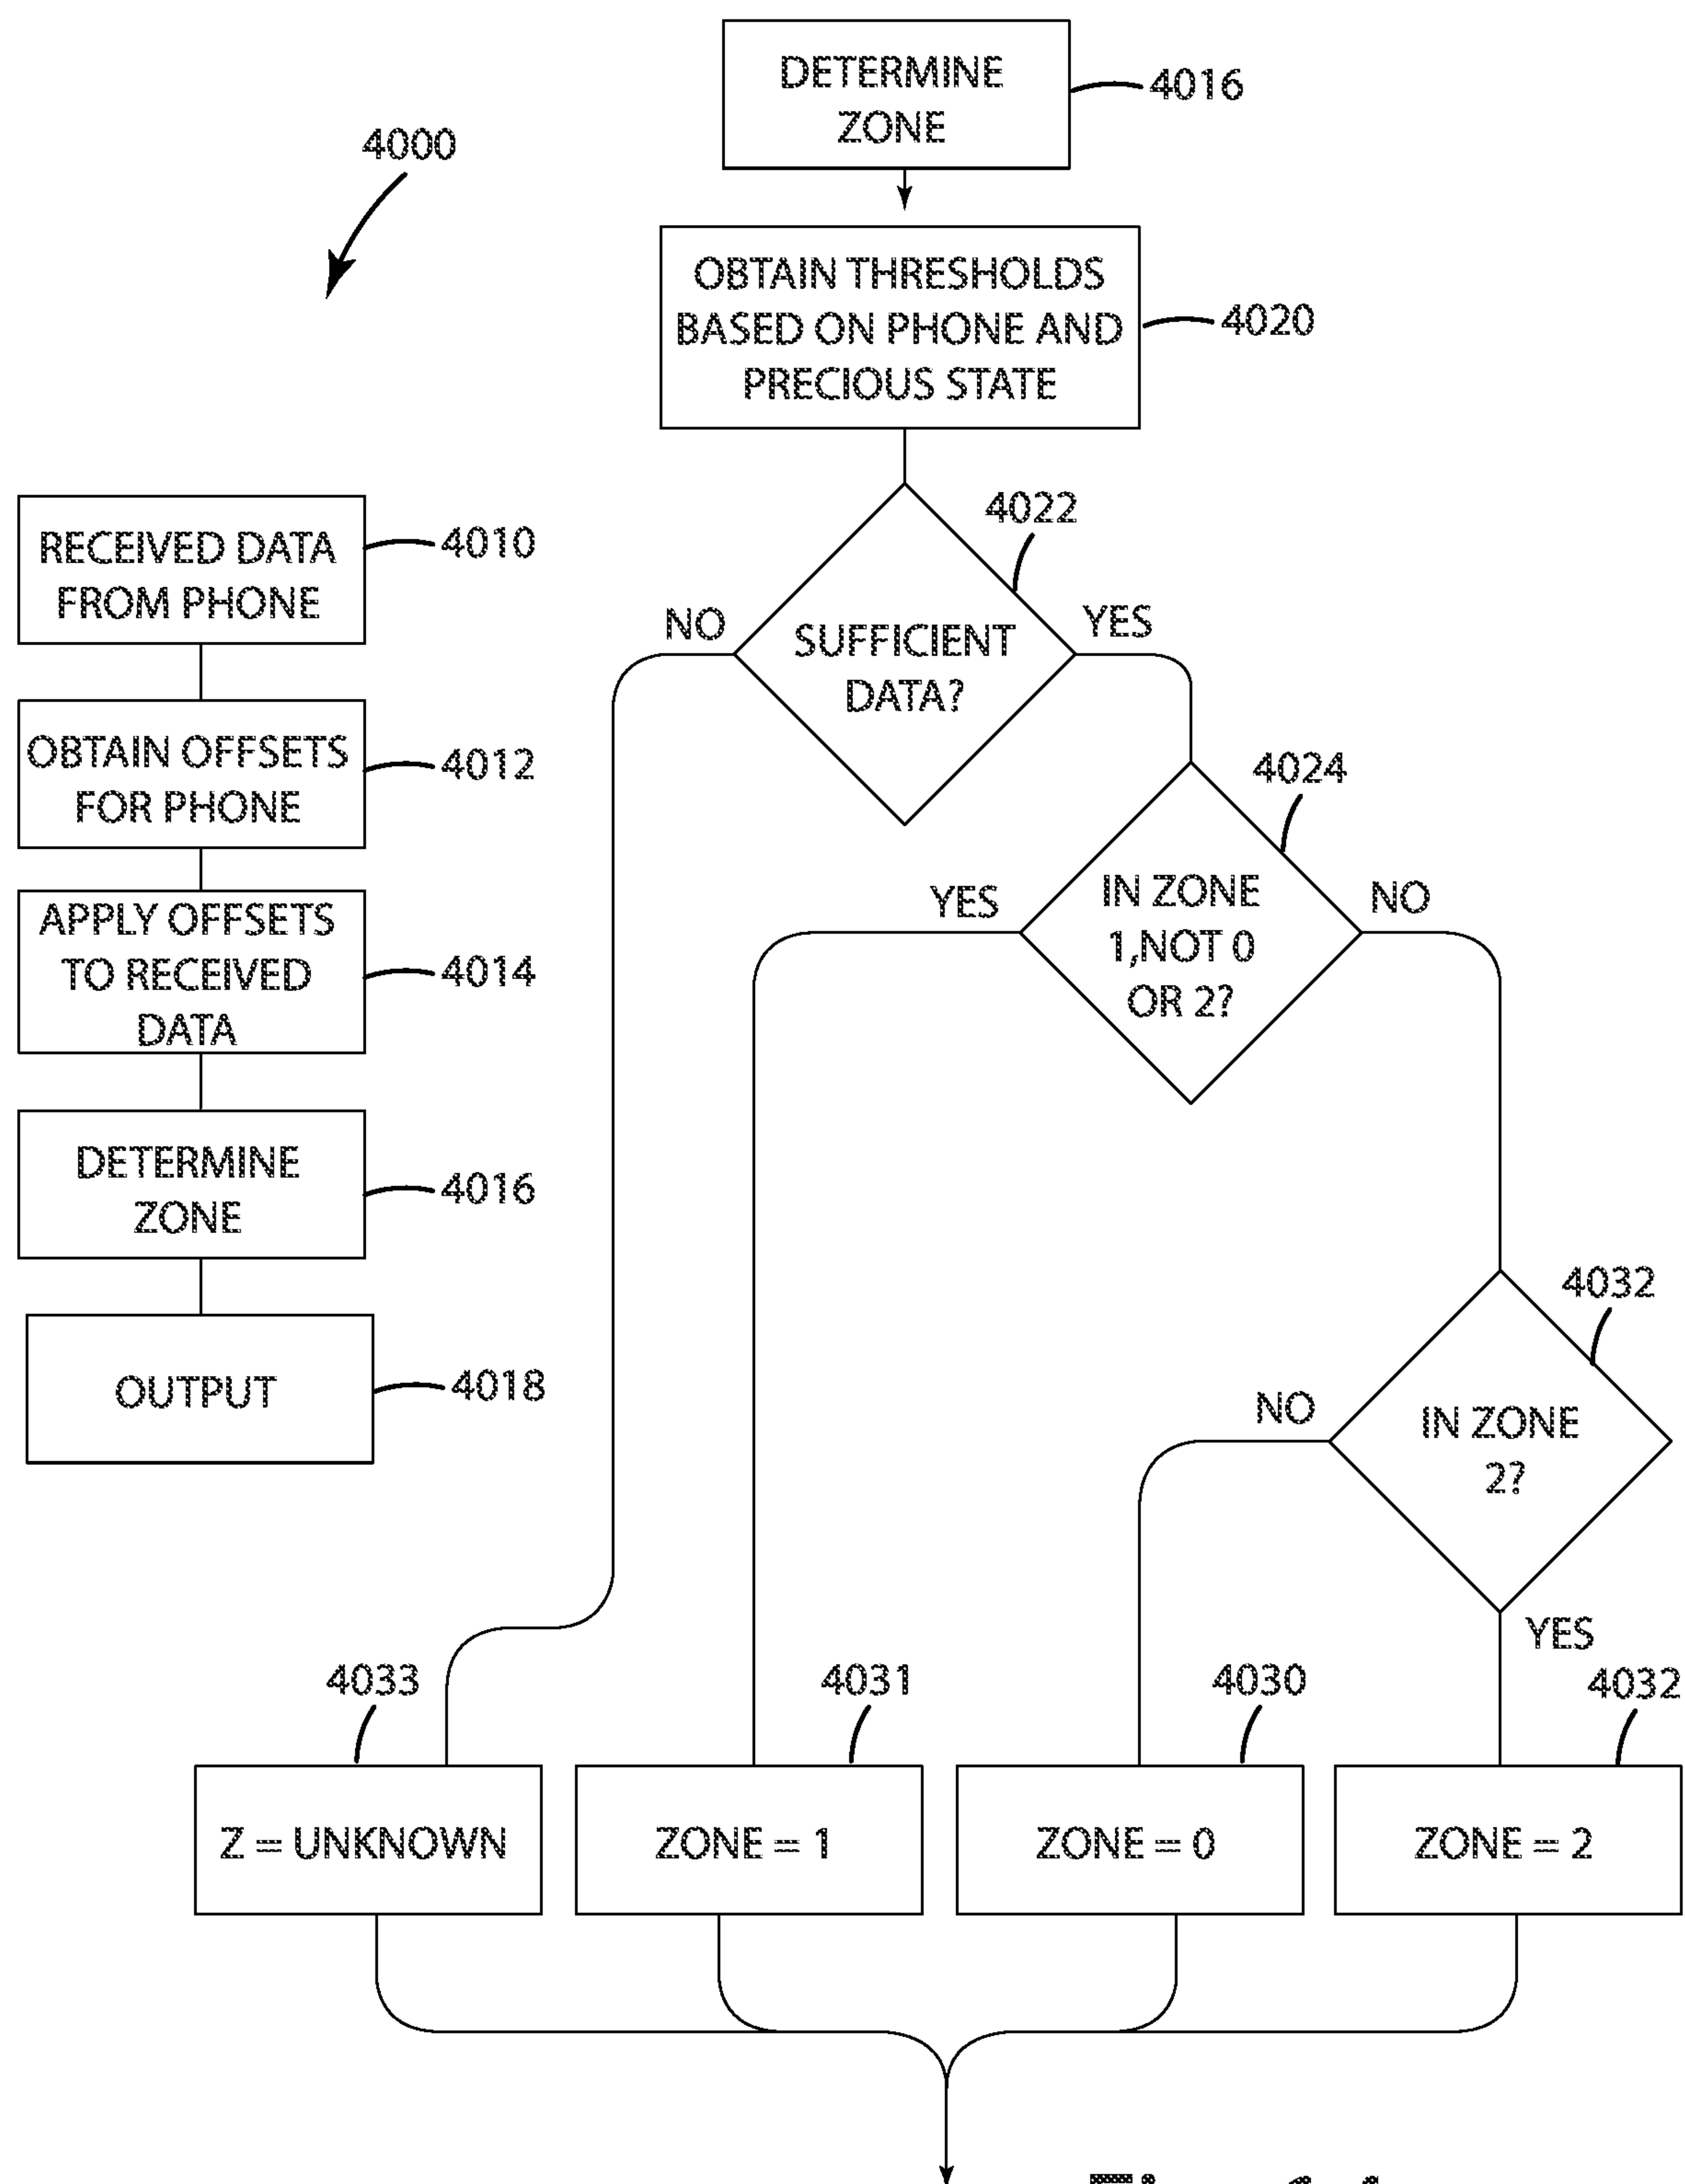 DETERMINE
ZONE
4016
4000
OBTAIN THRESHOLDS
BASED ON PHONE AND
PRECIOUS STATE
4020
RECEIVED DATA
FROM PHONE
4010
OBTAIN OFFSETS
FOR PHONE
4012
APPLY OFFSETS
TO RECEIVED
DATA
4014
DETERMINE
ZONE
4016
OUTPUT
4018
4022
NO
SUFFICIENT
DATA?
YES
4024
YES
IN ZONE
1,NOT 0
OR 2?
NO
4032
NO
IN ZONE
2?
YES
4033
Z = UNKNOWN
4031
ZONE = 1
4030
ZONE = 0
4032
ZONE = 2